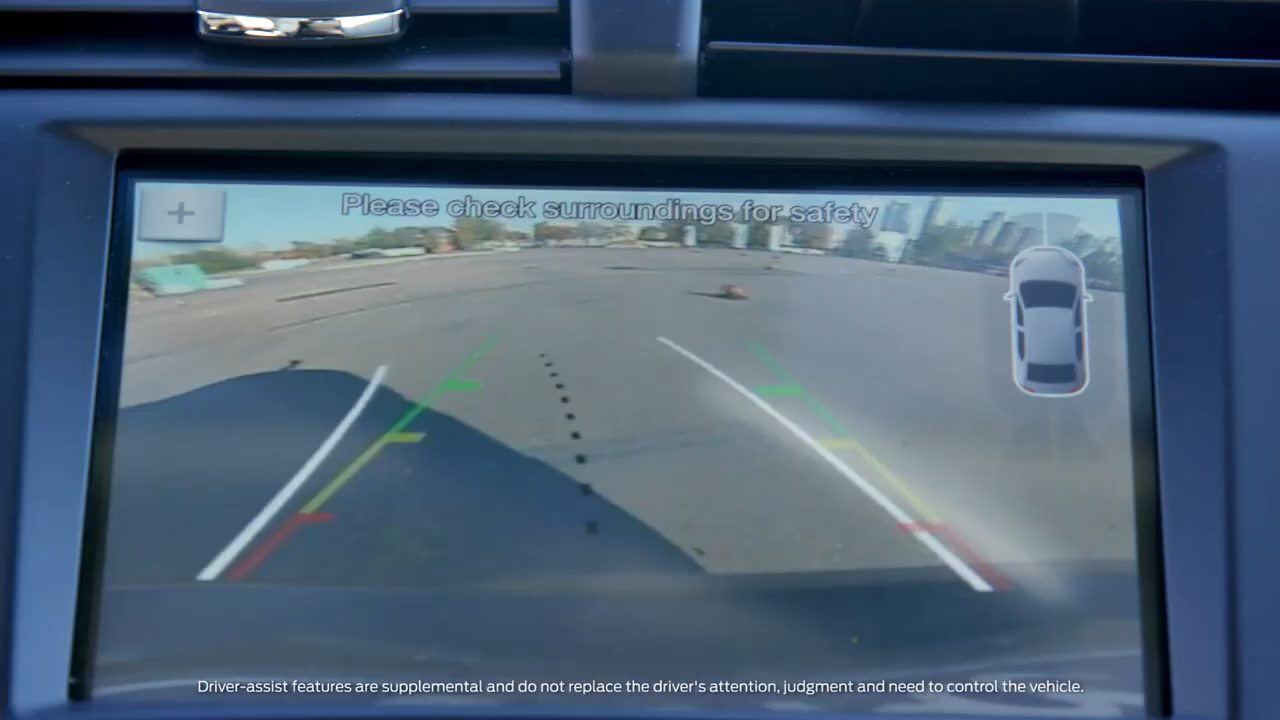 +
Please check surroundings for safety
Driver-assist features are supplemental and do not replace the driver's attention, judgment and need to control the vehicle.